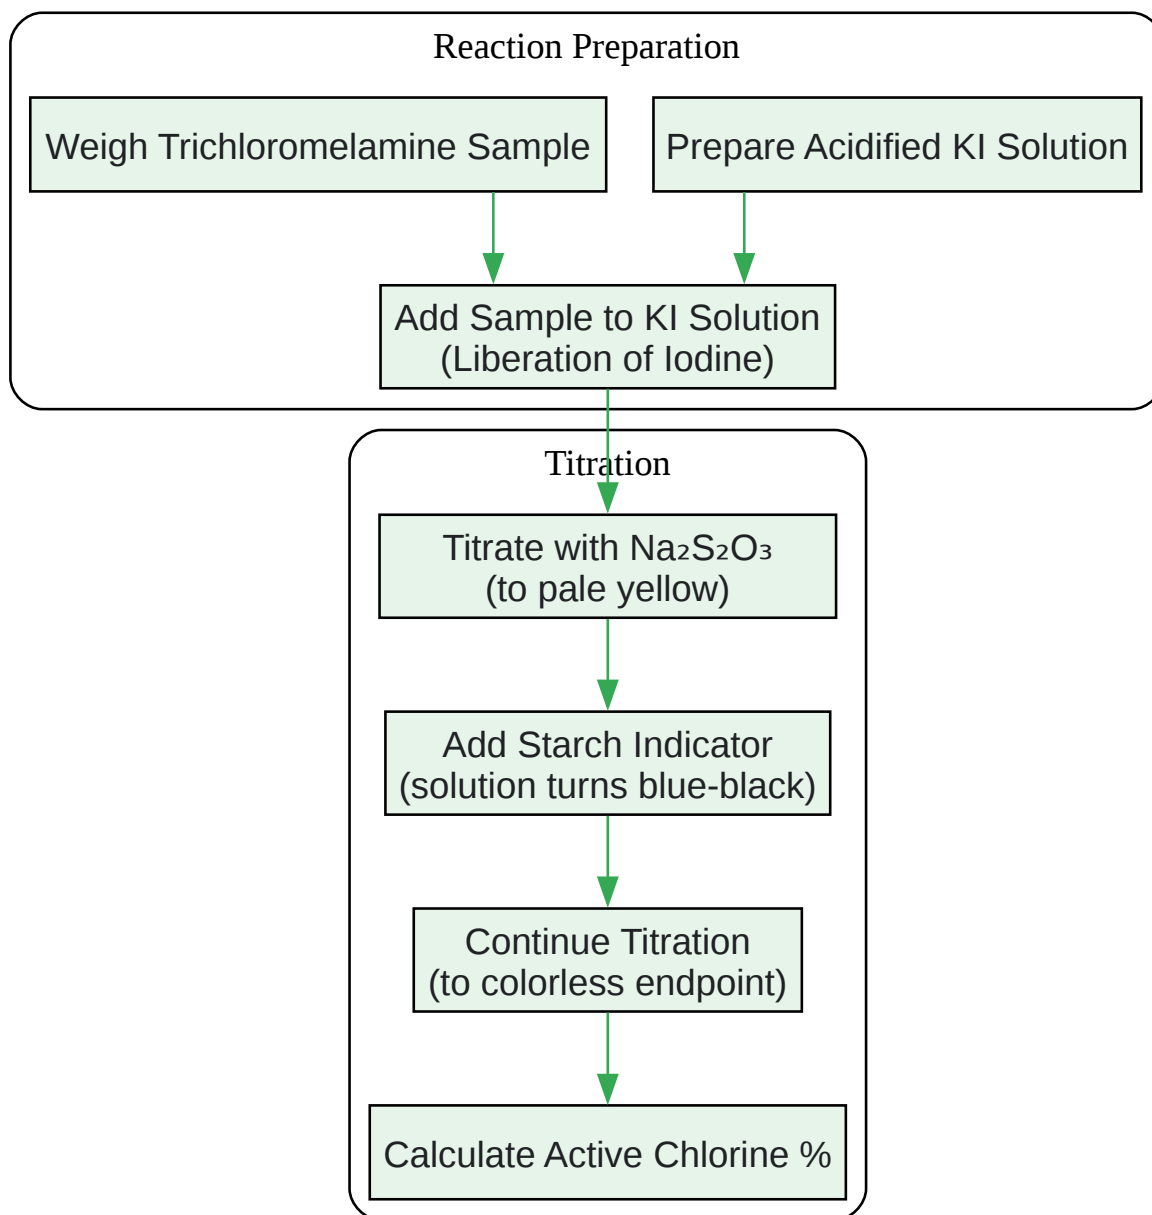 Reaction Preparation
Weigh Trichloromelamine Sample
Prepare Acidified KI Solution
Add Sample to KI Solution
(Liberation of Iodine)
Titration
Titrate with Na₂S₂O₃
(to pale yellow)
Add Starch Indicator
(solution turns blue-black)
Continue Titration
(to colorless endpoint)
Calculate Active Chlorine %